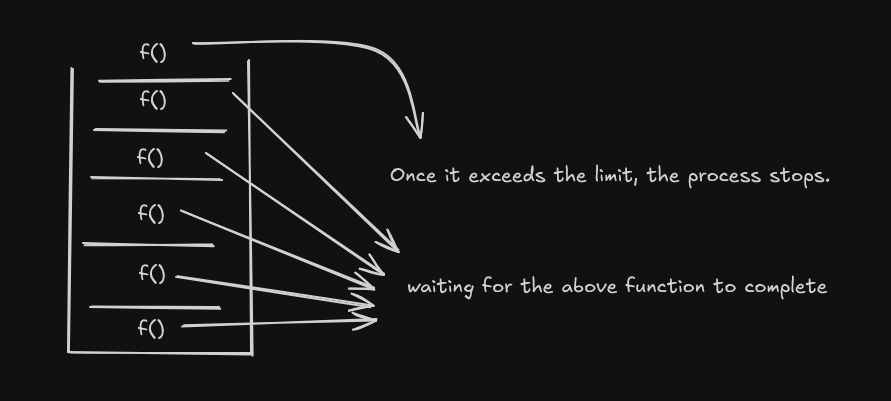 f()
f()
f()
Once it exceeds the limit, the process stops.
f()
f()
waiting for the above function to complete
f()